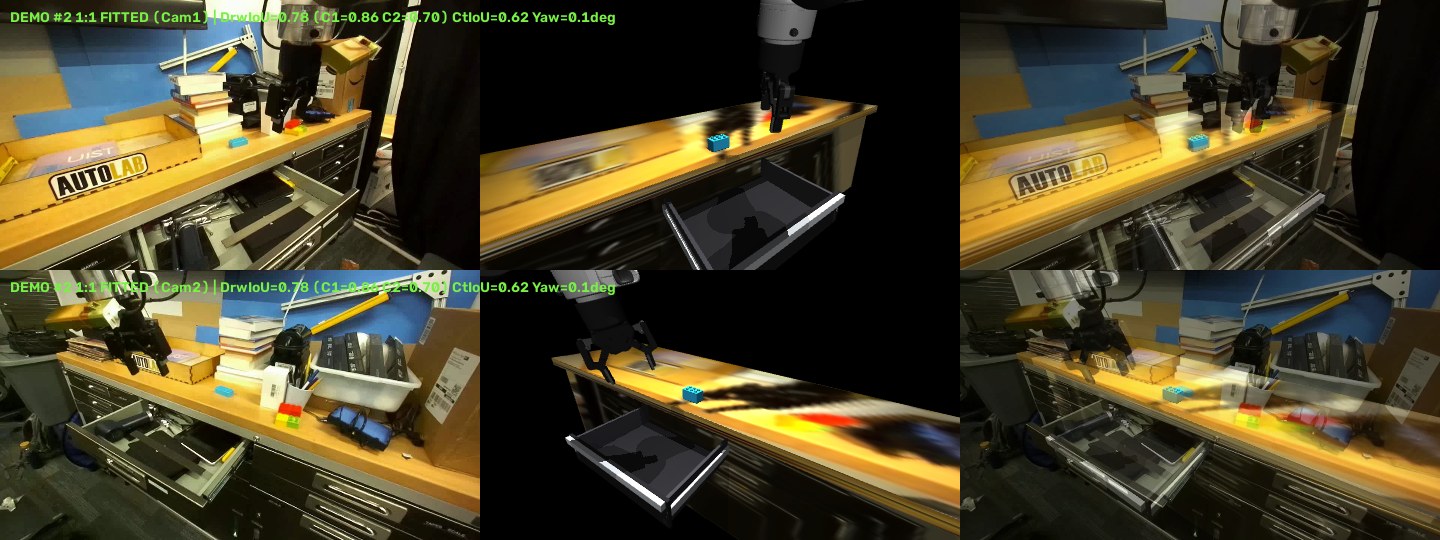 DEMO #2 1:1 FITTED (Cam1) | DrwIoU=0.78 (C1=0.86 C2=0.70) CtIoU=0.62 Yaw=0.1deg
UIST
AUTOLAB
AUTOLAB
DEMO #2 1:1 FITTED (Cam2) | DrwIoU=0.78 (C1=0.86 C2=0.70) CtIoU=0.62 Yaw=0.1deg